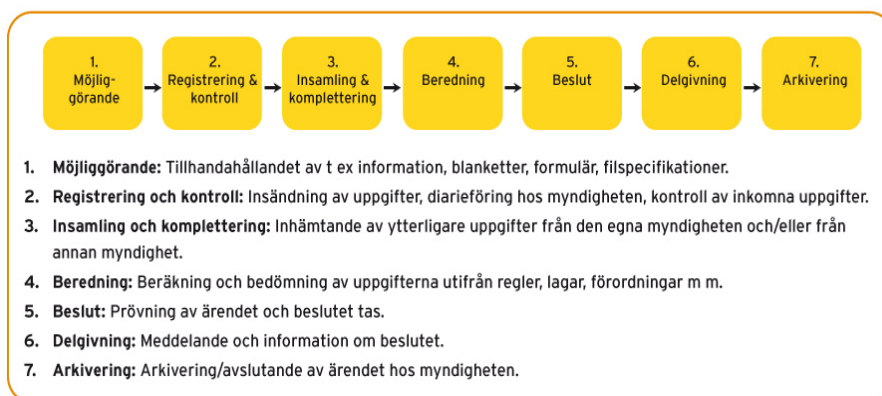 1.
Möjlig-
görande
2.
Registrering &
kontroll
3.
Insamling &
komplettering
4.
Beredning
5.
Beslut
6.
Delgivning
7.
Arkivering
1. Möjliggörande: Tillhandahållandet av t ex information, blanketter, formulär, filspecifikationer.
2. Registrering och kontroll: Insändning av uppgifter, diarieföring hos myndigheten, kontroll av inkomna uppgifter.
3. Insamling och komplettering: Inhämtande av ytterligare uppgifter från den egna myndigheten och/eller från
annan myndighet.
4. Beredning: Beräkning och bedömning av uppgifterna utifrån regler, lagar, förordningar m m.
5. Beslut: Prövning av ärendet och beslutet tas.
6. Delgivning: Meddelande och information om beslutet.
7. Arkivering: Arkivering/avslutande av ärendet hos myndigheten.